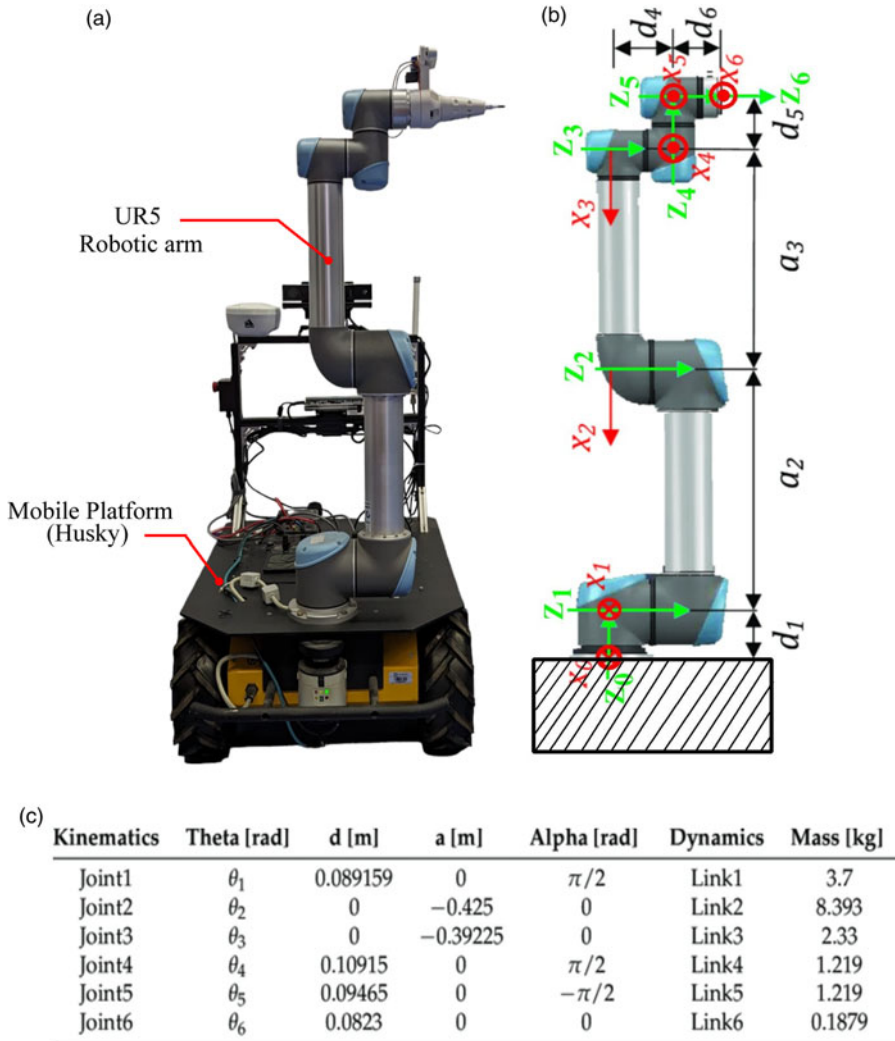 (a)
UR5
Robotic arm
Mobile Platform
(Husky)
(b)
d4
d6
x5
x6
Z5
Z6
d5
Z3
x4
Z4
x3
a3
Z2
x2
a2
x1
Z1
d1
x0
Z0
(c)
Kinematics Theta [rad] d [m] a [m] Alpha [rad] Dynamics Mass [kg]
Joint1 θ1 0.089159 0 π/2 Link1 3.7
Joint2 θ2 0 −0.425 0 Link2 8.393
Joint3 θ3 0 −0.39225 0 Link3 2.33
Joint4 θ4 0.10915 0 π/2 Link4 1.219
Joint5 θ5 0.09465 0 −π/2 Link5 1.219
Joint6 θ6 0.0823 0 0 Link6 0.1879